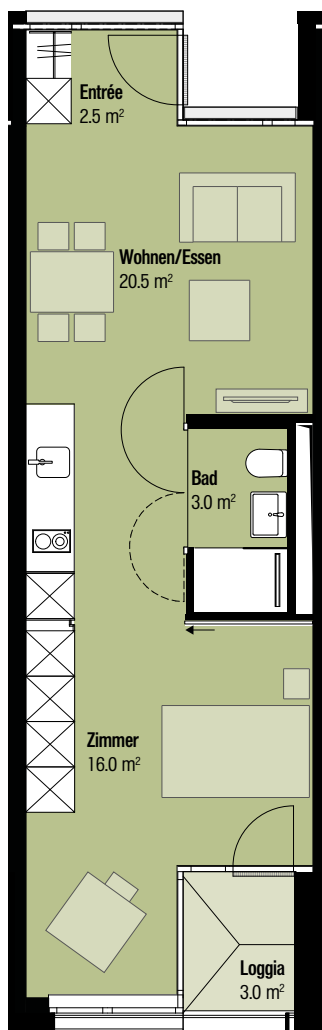 Entrée
2.5 m²
Wohnen/Essen
20.5 m²
Bad
3.0 m²
Zimmer
16.0 m²
Loggia
3.0 m²